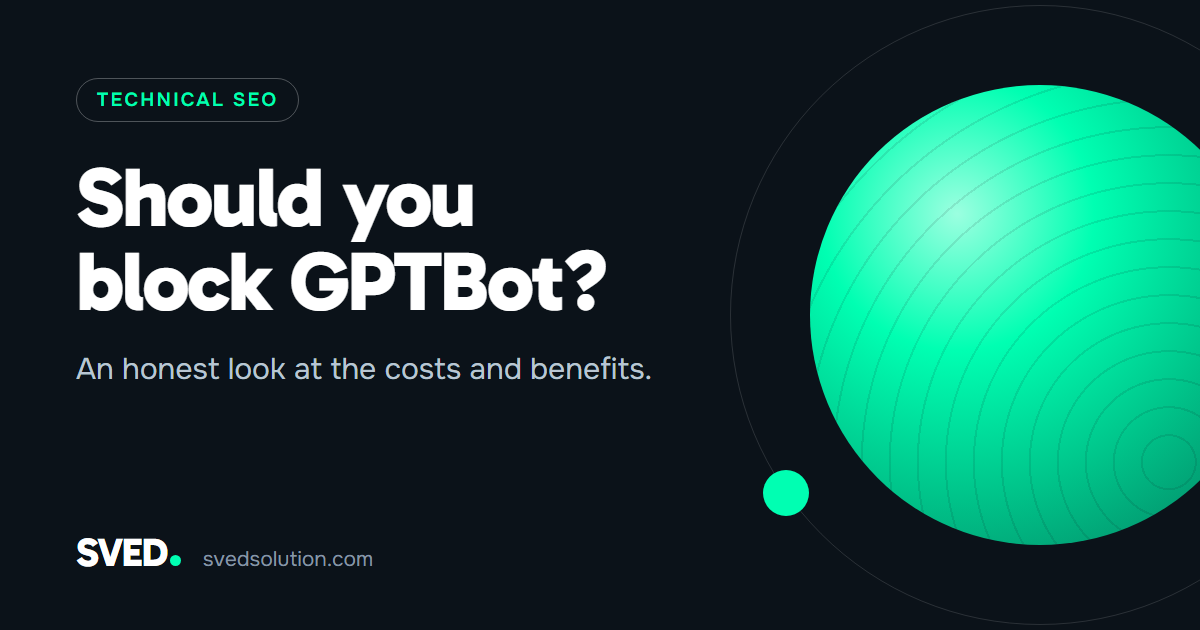 TECHNICAL SEO
Should you
block GPTBot?
An honest look at the costs and benefits.
SVED. svedsolution.com